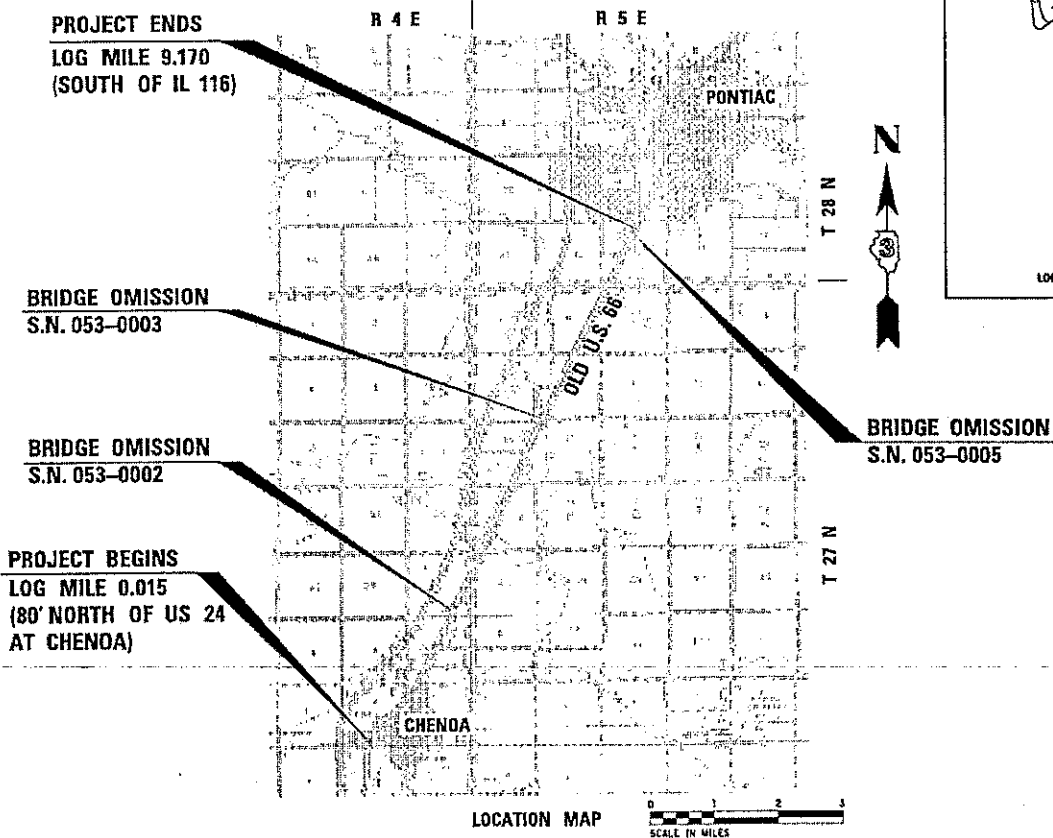 R 4 E
R 5 E
PROJECT ENDS
LOG MILE 9.170
(SOUTH OF IL 116)
PONTIAC
N
T 28 N
3
BRIDGE OMISSION
S.N. 053-0003
OLD U.S. 66
BRIDGE OMISSION
S.N. 053-0005
BRIDGE OMISSION
S.N. 053-0002
T 27 N
PROJECT BEGINS
LOG MILE 0.015
(80' NORTH OF US 24
AT CHENOA)
CHENOA
LOCATION MAP
0 1 2 3
SCALE IN MILES